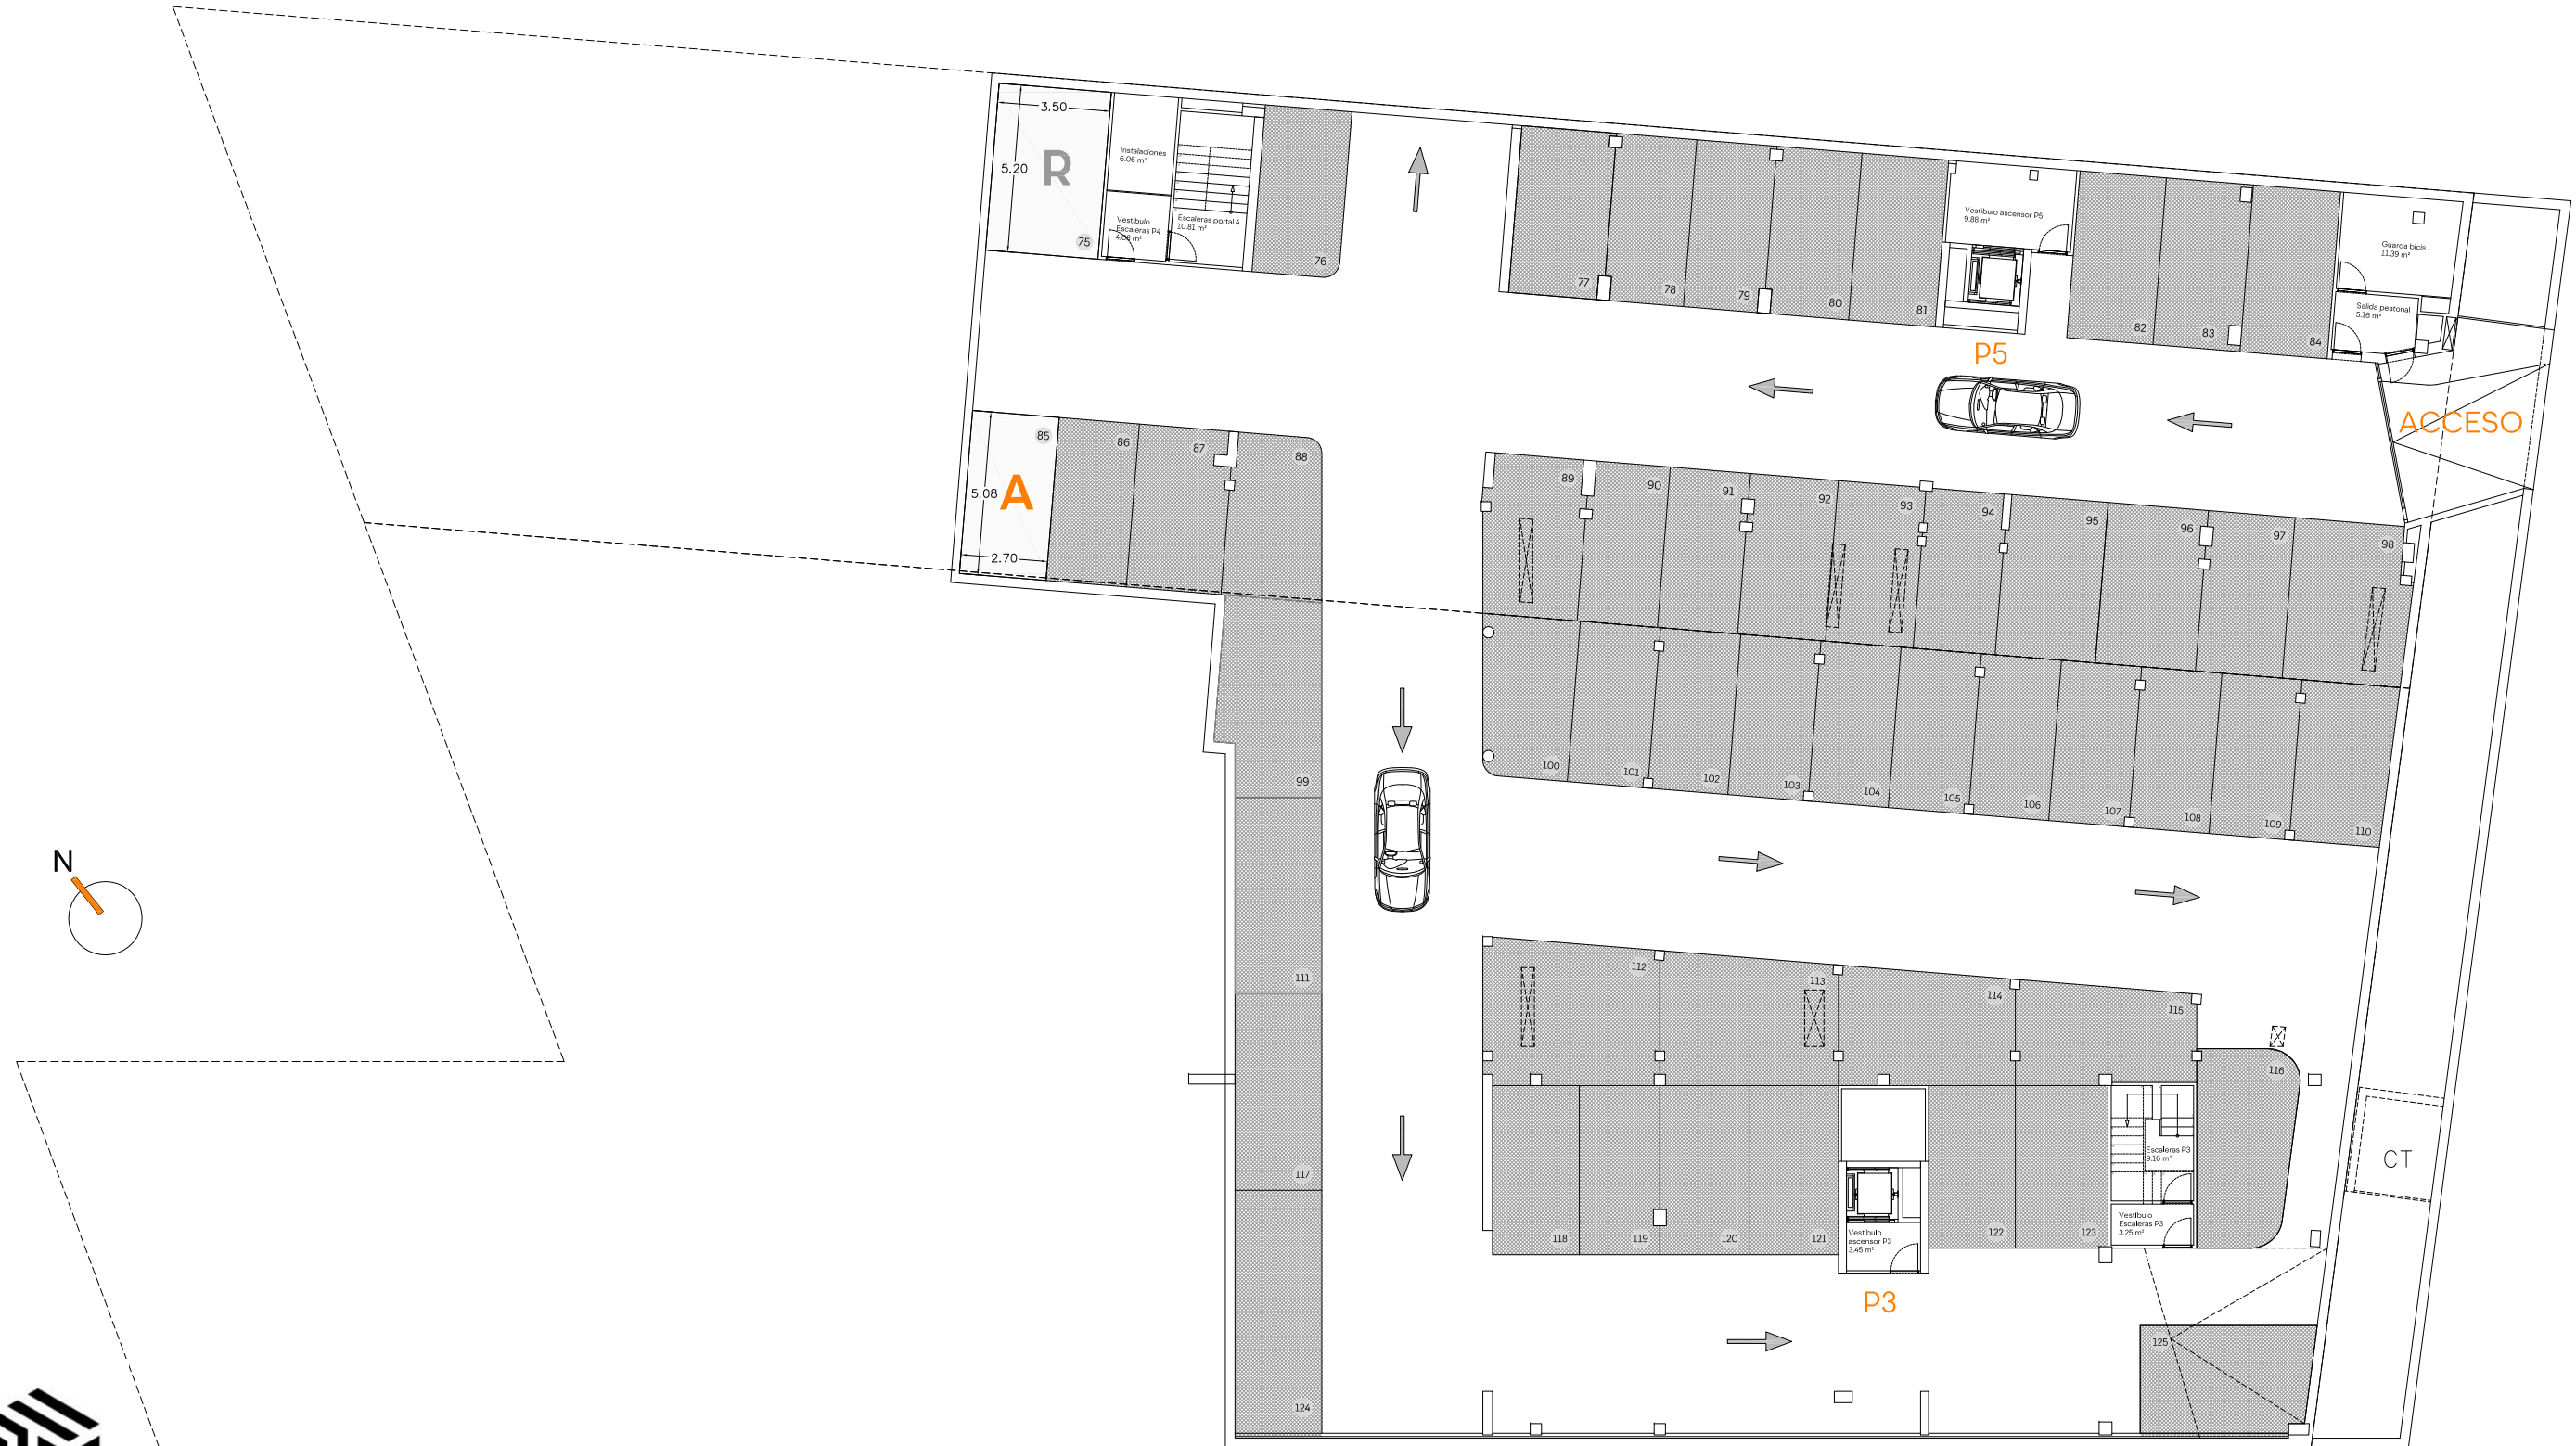 3.50
R
5.20
75
Instalaciones
6.06 m²
Vestíbulo
Escaleras P4
4.06 m²
Escaleras portal 4
10.81 m²
76
77
78
79
80
81
Vestíbulo ascensor P5
9.88 m²
82
83
84
Guarda bicis
11.39 m²
Salida peatonal
5.16 m²
P5
ACCESO
85
86
87
88
A
5.08
2.70
89
90
91
92
93
94
95
96
97
98
99
100
101
102
103
104
105
106
107
108
109
110
N
111
112
113
114
115
116
117
118
119
120
121
122
123
Vestíbulo
ascensor P3
3.45 m²
Escaleras P3
9.16 m²
Vestíbulo
Escaleras P3
3.25 m²
CT
P3
124
125